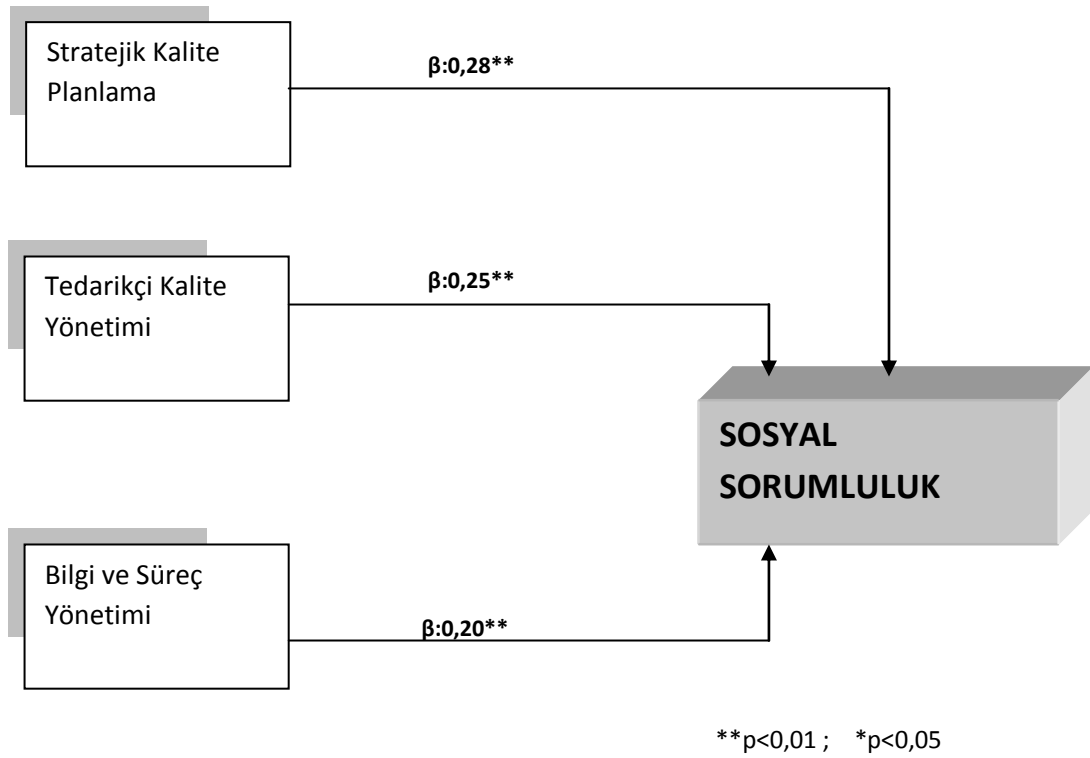 Stratejik Kalite
Planlama
β:0,28**
Tedarikçi Kalite
Yönetimi
β:0,25**
SOSYAL
SORUMLULUK
Bilgi ve Süreç
Yönetimi
β:0,20**
**p<0,01 ; *p<0,05